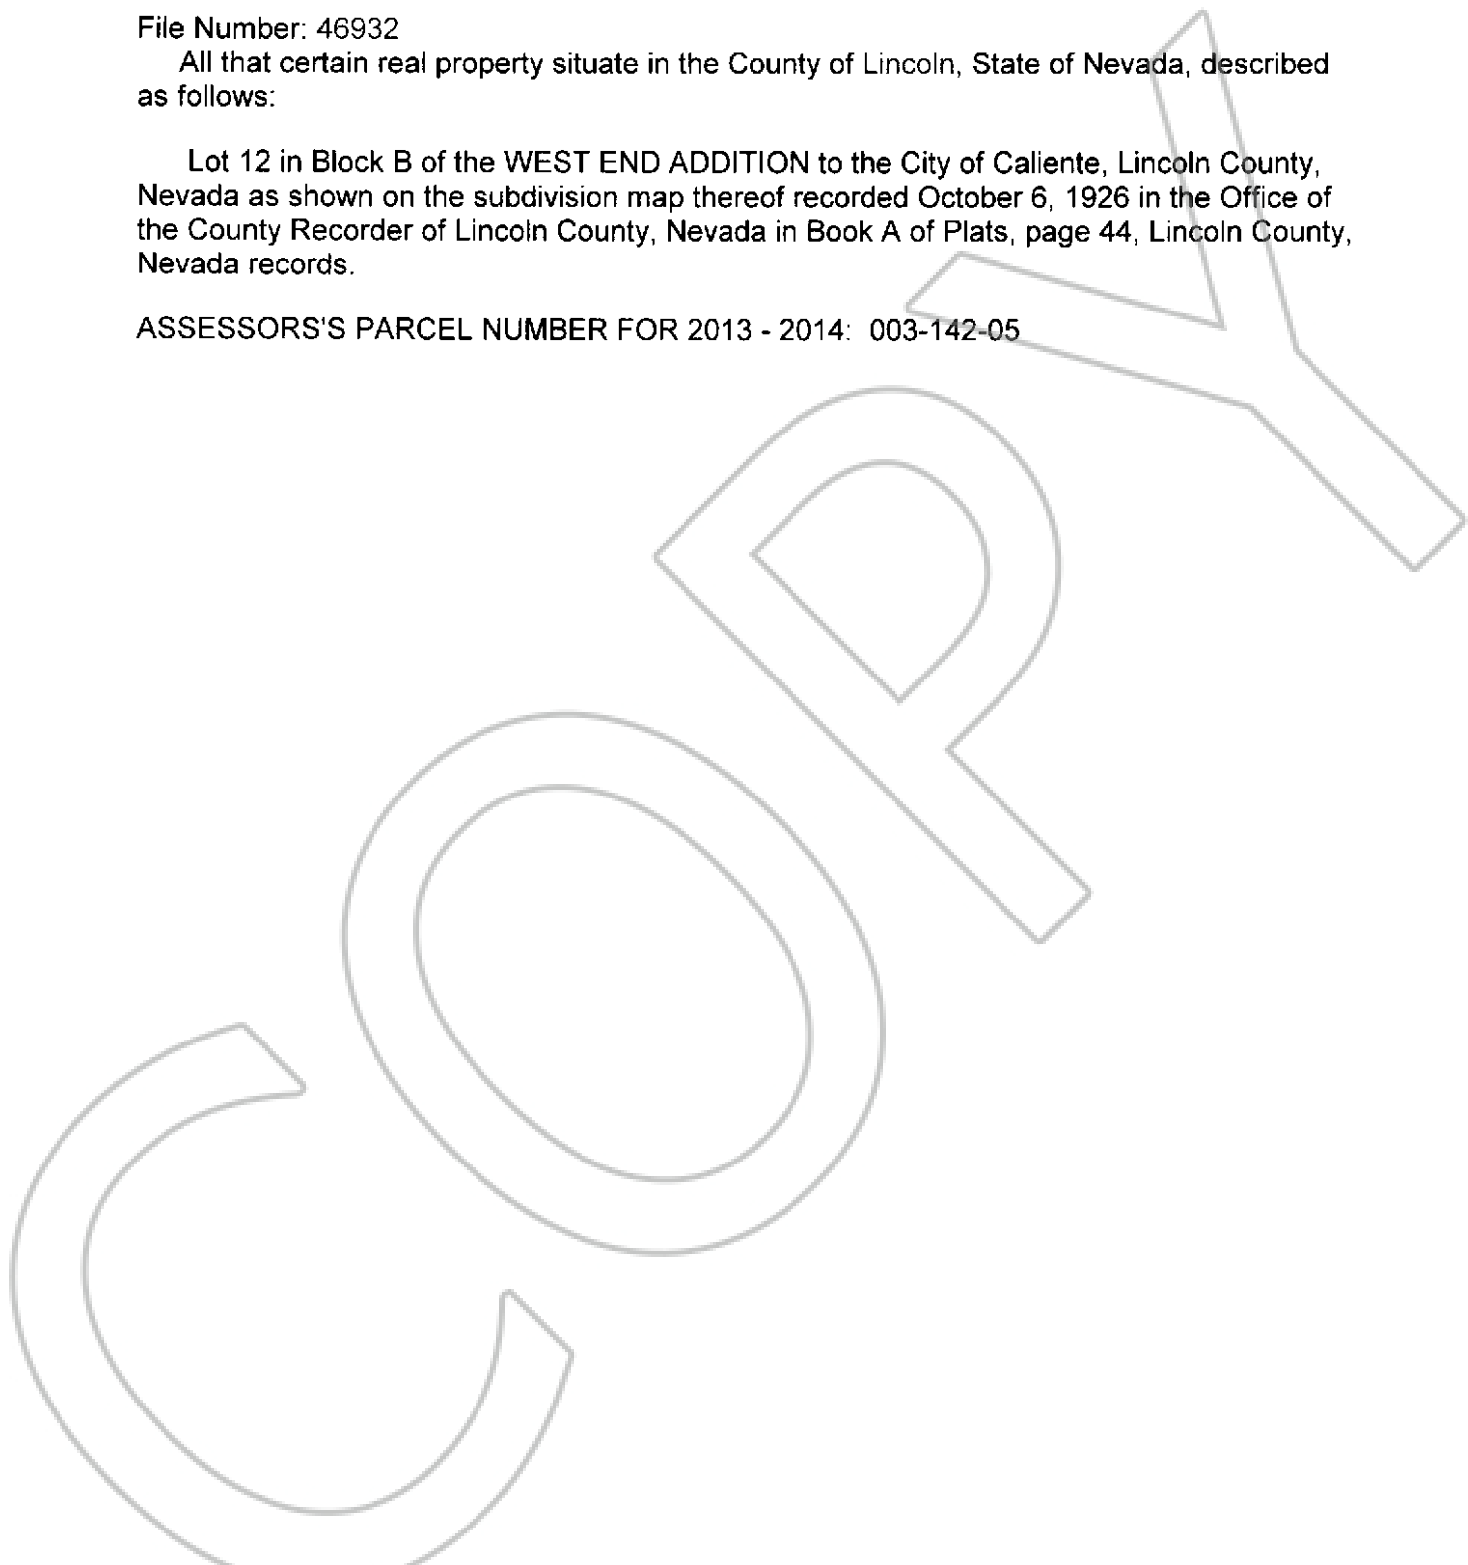 File Number: 46932
All that certain real property situate in the County of Lincoln, State of Nevada, described
as follows:
Lot 12 in Block B of the WEST END ADDITION to the City of Caliente, Lincoln County,
Nevada as shown on the subdivision map thereof recorded October 6, 1926 in the Office of
the County Recorder of Lincoln County, Nevada in Book A of Plats, page 44, Lincoln County,
Nevada records.
ASSESSORS'S PARCEL NUMBER FOR 2013 - 2014: 003-142-05
COPY